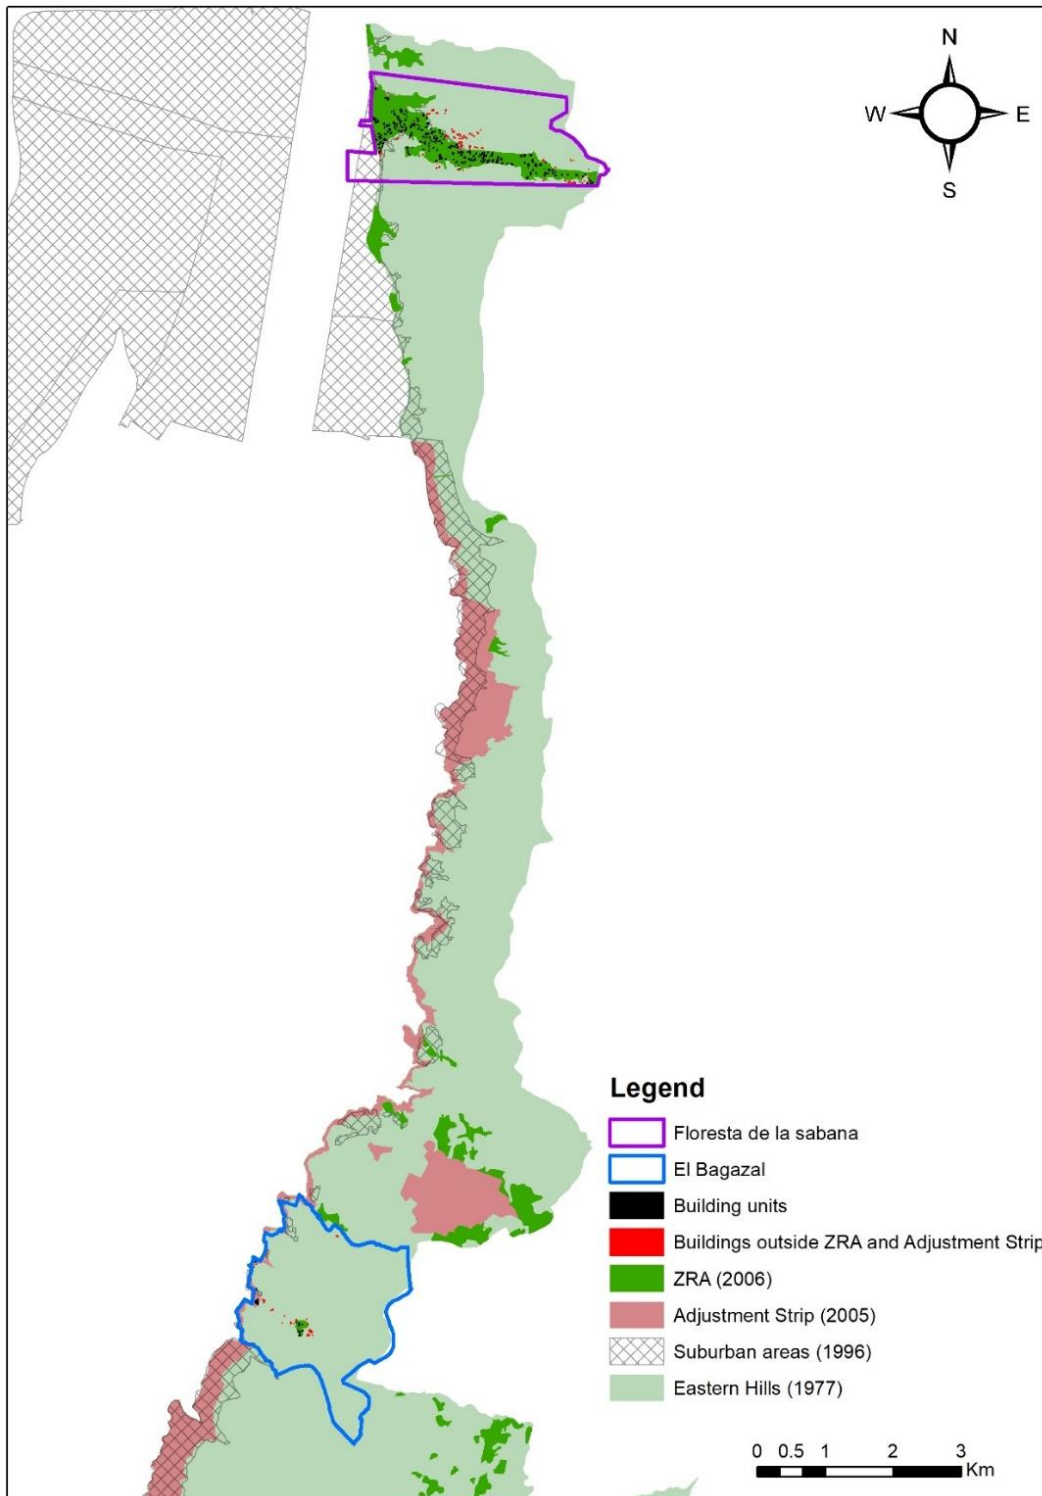 N
W E
S
Legend
Floresta de la sabana
El Bagazal
Building units
Buildings outside ZRA and Adjustment Strip
ZRA (2006)
Adjustment Strip (2005)
Suburban areas (1996)
Eastern Hills (1977)
0 0.5 1 2 3
Km